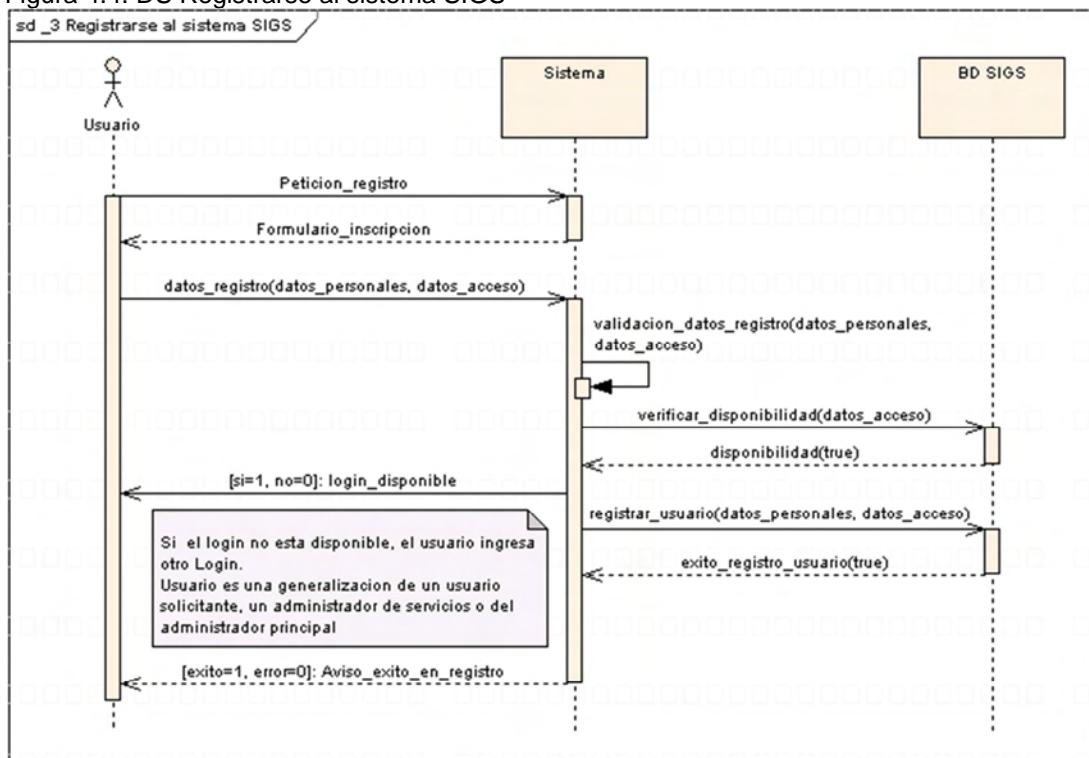 Figura 4.4. DS Registrarse al sistema SIGS
sd _3 Registrarse al sistema SIGS
Usuario
Sistema
BD SIGS
Peticion_registro
Formulario_inscripcion
datos_registro(datos_personales, datos_acceso)
validacion_datos_registro(datos_personales,
datos_acceso)
verificar_disponibilidad(datos_acceso)
disponibilidad(true)
[si=1, no=0]: login_disponible
registrar_usuario(datos_personales, datos_acceso)
Si el login no esta disponible, el usuario ingresa
otro Login.
Usuario es una generalizacion de un usuario
solicitante, un administrador de servicios o del
administrador principal
exito_registro_usuario(true)
[exito=1, error=0]: Aviso_exito_en_registro